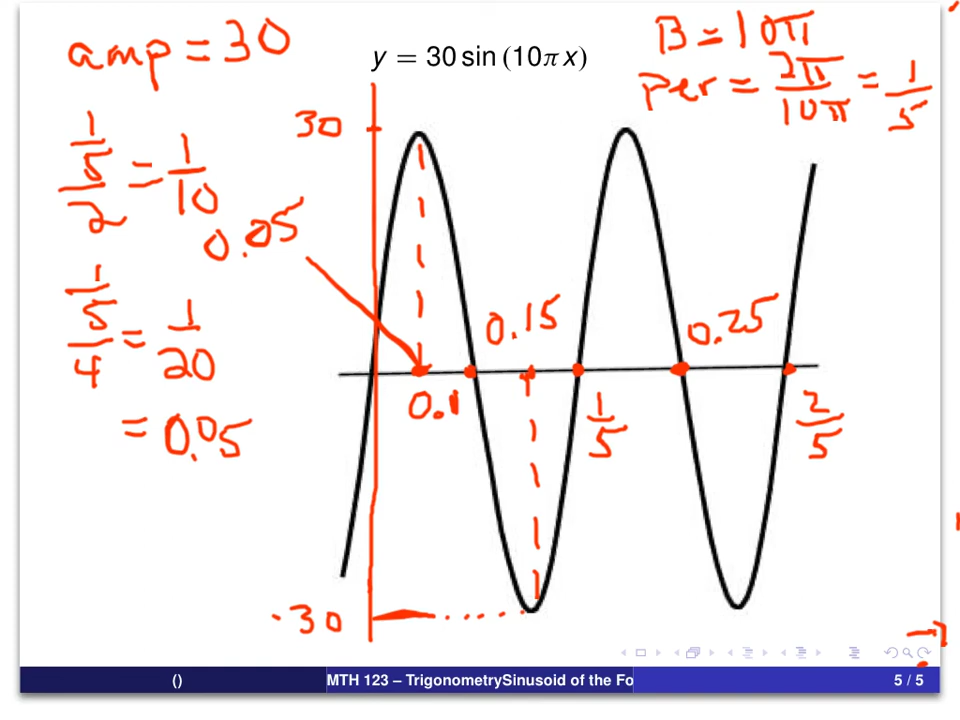 amp = 30
y = 30 sin (10π x)
B = 10π
per = 2π/10π = 1/5
30
1/5/2 = 1/10
0.05
0.15
0.25
1/5/4 = 1/20
= 0.05
0.1
1/5
2/5
-30
()
MTH 123 – TrigonometrySinusoid of the Fo
5 / 5